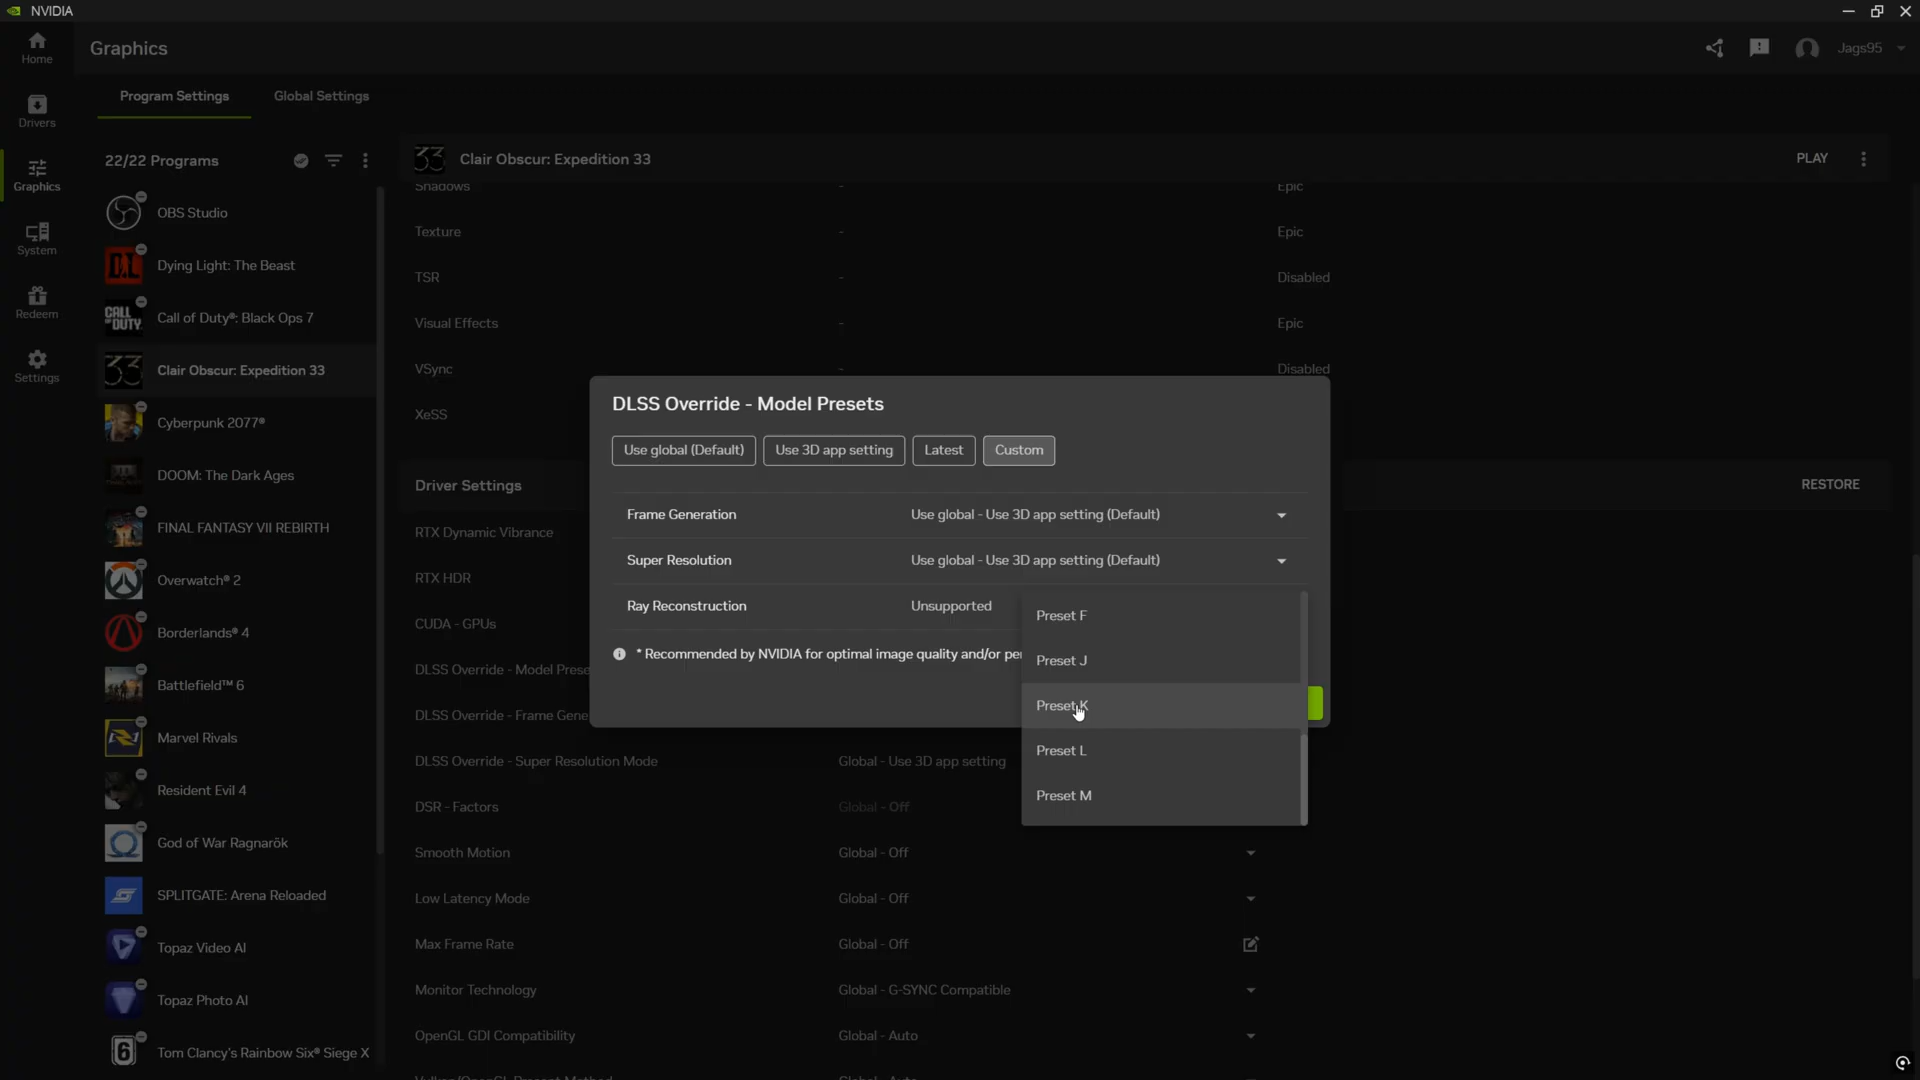 NVIDIA
Home
Graphics
Jags95
Program Settings
Global Settings
Drivers
22/22 Programs
Clair Obscur: Expedition 33
PLAY
Graphics
Shadows - Epic
OBS Studio
Texture - Epic
System
Dying Light: The Beast
TSR - Disabled
Redeem
Call of Duty®: Black Ops 7
Visual Effects - Epic
Settings
Clair Obscur: Expedition 33
VSync - Disabled
DLSS Override - Model Presets
XeSS
Cyberpunk 2077®
Use global (Default)
Use 3D app setting
Latest
Custom
DOOM: The Dark Ages
Driver Settings
RESTORE
Frame Generation Use global - Use 3D app setting (Default)
FINAL FANTASY VII REBIRTH
RTX Dynamic Vibrance
Super Resolution Use global - Use 3D app setting (Default)
Overwatch® 2
RTX HDR
Ray Reconstruction Unsupported
Preset F
Borderlands® 4
CUDA - GPUs
* Recommended by NVIDIA for optimal image quality and/or pe
Preset J
DLSS Override - Model Prese
Battlefield™ 6
Preset K
DLSS Override - Frame Gene
Marvel Rivals
Preset L
DLSS Override - Super Resolution Mode Global - Use 3D app setting
Resident Evil 4
Preset M
DSR - Factors Global - Off
God of War Ragnarök
Smooth Motion Global - Off
SPLITGATE: Arena Reloaded
Low Latency Mode Global - Off
Topaz Video AI
Max Frame Rate Global - Off
Topaz Photo AI
Monitor Technology Global - G-SYNC Compatible
OpenGL GDI Compatibility Global - Auto
Tom Clancy's Rainbow Six® Siege X